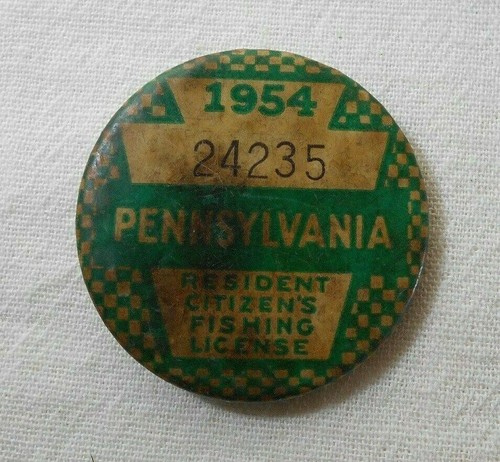 1954
24235
PENNSYLVANIA
RESIDENT
CITIZEN'S
FISHING
LICENSE